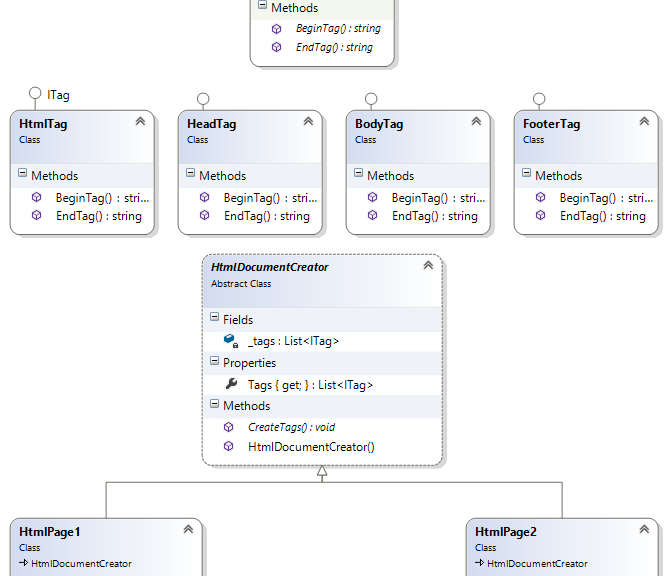 Methods
BeginTag() : string
EndTag() : string
ITag
HtmlTag
Class
Methods
BeginTag() : stri...
EndTag() : string
HeadTag
Class
Methods
BeginTag() : stri...
EndTag() : string
BodyTag
Class
Methods
BeginTag() : stri...
EndTag() : string
FooterTag
Class
Methods
BeginTag() : stri...
EndTag() : string
HtmlDocumentCreator
Abstract Class
Fields
_tags : List<ITag>
Properties
Tags { get; } : List<ITag>
Methods
CreateTags() : void
HtmlDocumentCreator()
HtmlPage1
Class
HtmlDocumentCreator
HtmlPage2
Class
HtmlDocumentCreator